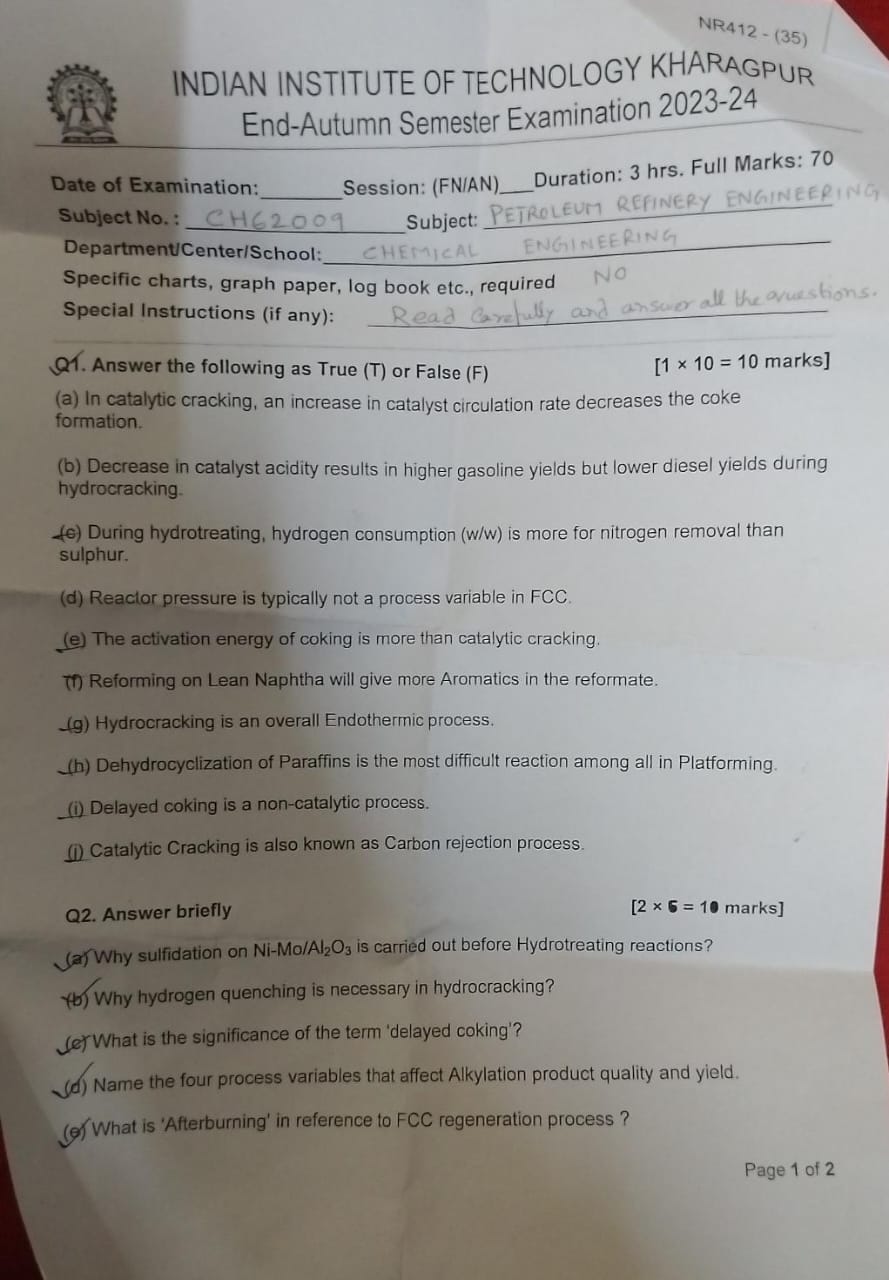 NR412 - (35)
INDIAN INSTITUTE OF TECHNOLOGY KHARAGPUR
End-Autumn Semester Examination 2023-24
Date of Examination:________ Session: (FN/AN)___ Duration: 3 hrs. Full Marks: 70
Subject No. : CH62009 Subject: PETROLEUM REFINERY ENGINEERING
Department/Center/School: CHEMICAL ENGINEERING
Specific charts, graph paper, log book etc., required NO
Special Instructions (if any): Read Carefully and answer all the questions.
Q1. Answer the following as True (T) or False (F) [1 × 10 = 10 marks]
(a) In catalytic cracking, an increase in catalyst circulation rate decreases the coke
formation.
(b) Decrease in catalyst acidity results in higher gasoline yields but lower diesel yields during
hydrocracking.
(c) During hydrotreating, hydrogen consumption (w/w) is more for nitrogen removal than
sulphur.
(d) Reactor pressure is typically not a process variable in FCC.
(e) The activation energy of coking is more than catalytic cracking.
(f) Reforming on Lean Naphtha will give more Aromatics in the reformate.
(g) Hydrocracking is an overall Endothermic process.
(h) Dehydrocyclization of Paraffins is the most difficult reaction among all in Platforming.
(i) Delayed coking is a non-catalytic process.
(j) Catalytic Cracking is also known as Carbon rejection process.
Q2. Answer briefly [2 × 5 = 10 marks]
(a) Why sulfidation on Ni-Mo/Al₂O₃ is carried out before Hydrotreating reactions?
(b) Why hydrogen quenching is necessary in hydrocracking?
(c) What is the significance of the term 'delayed coking'?
(d) Name the four process variables that affect Alkylation product quality and yield.
(e) What is 'Afterburning' in reference to FCC regeneration process ?
Page 1 of 2